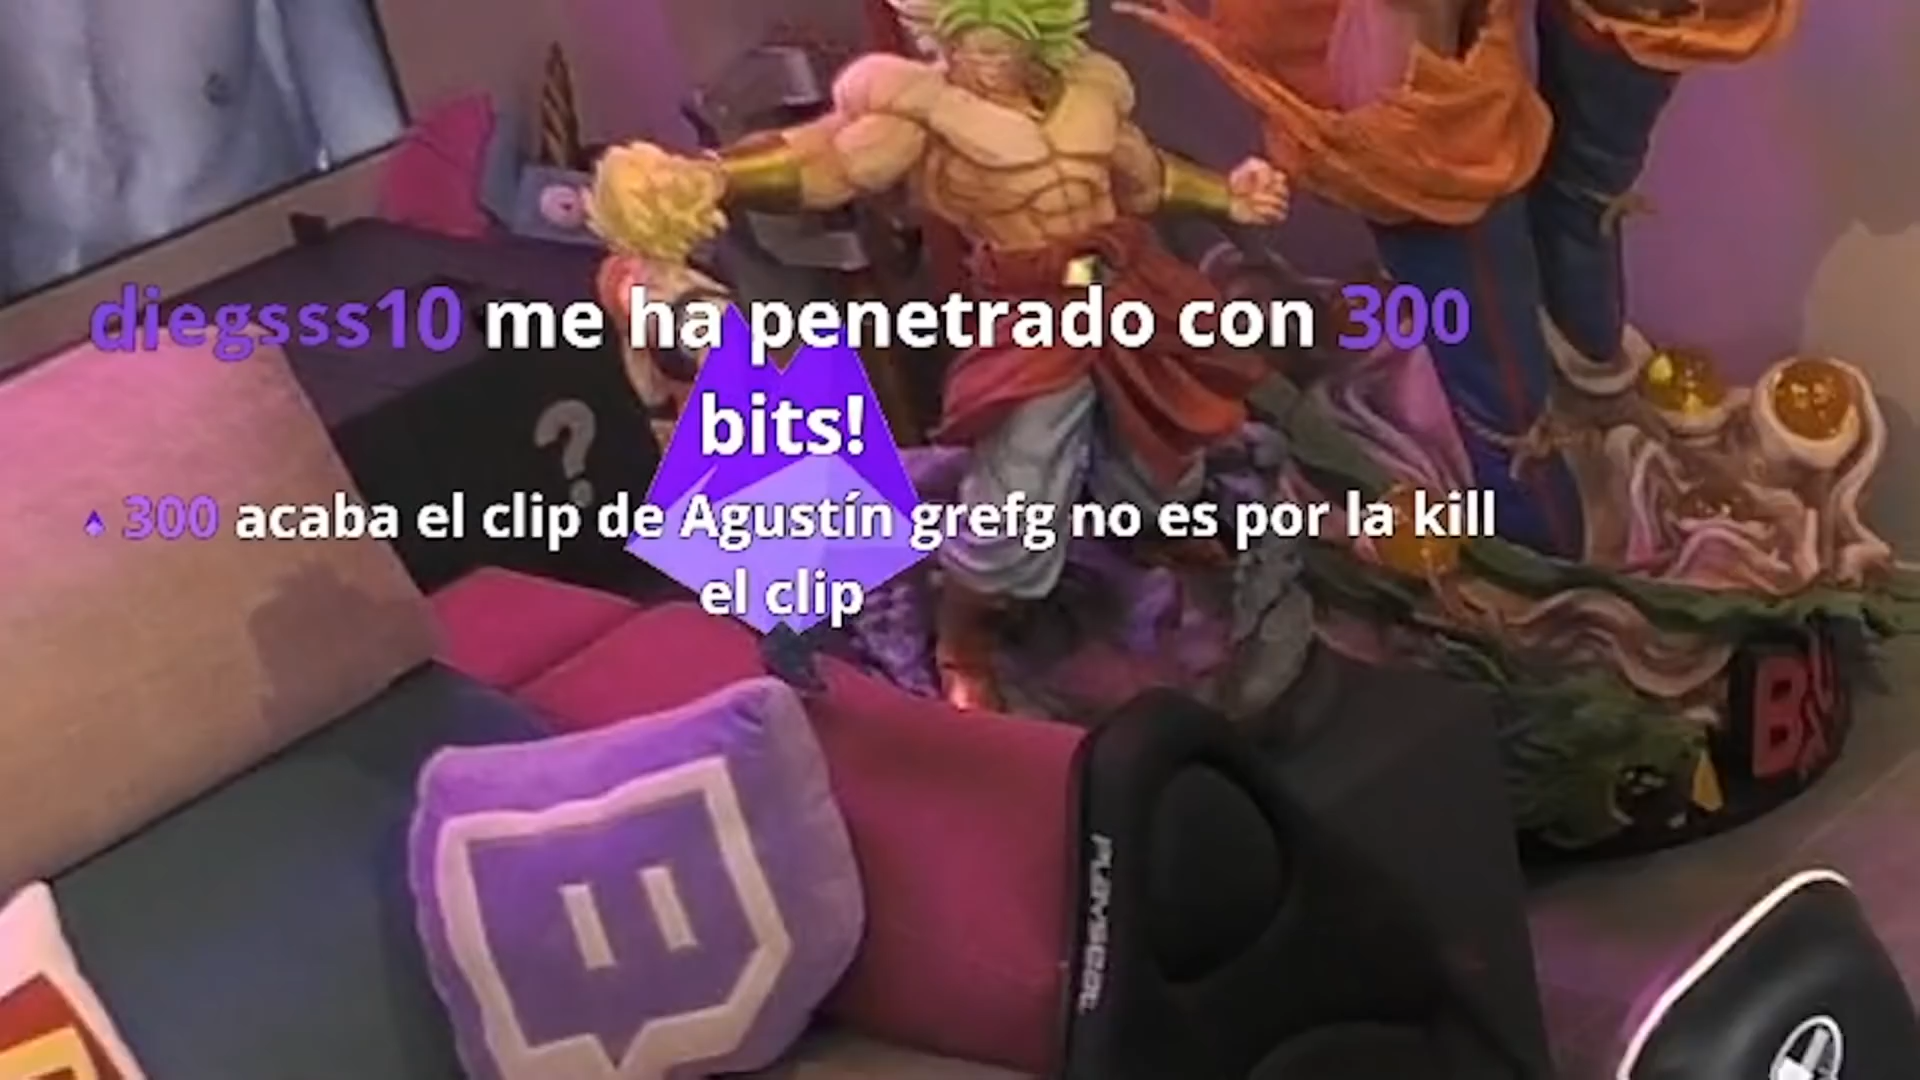 diegsss10 me ha penetrado con 300
bits!
300 acaba el clip de Agustín grefg no es por la kill
el clip
?
PLAYSEAT